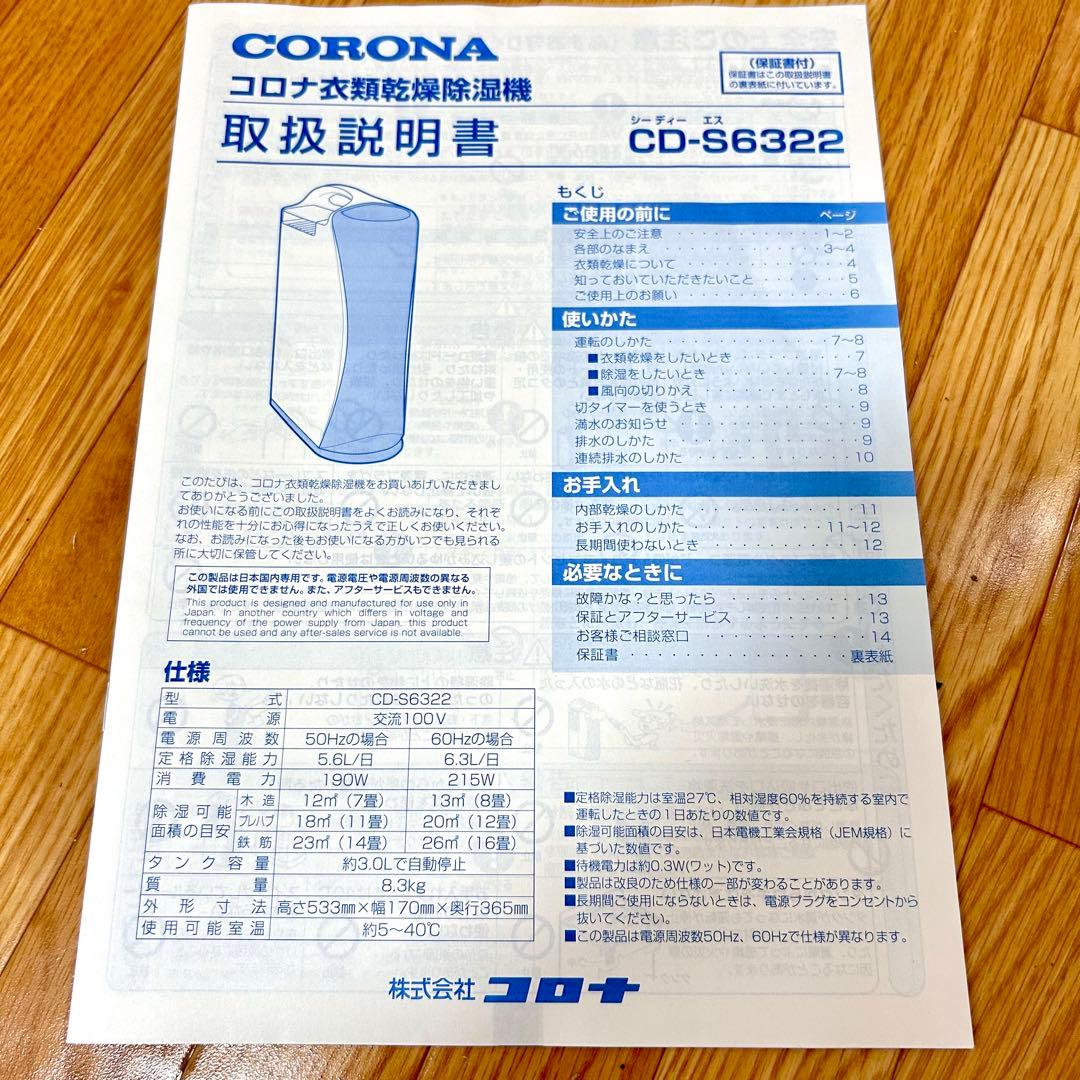 CORONA
コロナ衣類乾燥除湿機
取扱説明書
(保証書付)
保証書はこの取扱説明書
の裏表紙に付いています。
シー ディー エス
CD-S6322
もくじ
ご使用の前に ページ
安全上のご注意 ・・・・・・・・・・・・・ 1~2
各部のなまえ ・・・・・・・・・・・・・ 3~4
衣類乾燥について ・・・・・・・・・・・・・ 4
知っておいていただきたいこと ・・・・・・・ 5
ご使用上のお願い ・・・・・・・・・・・・・ 6
使いかた
運転のしかた ・・・・・・・・・・・・・ 7~8
■衣類乾燥をしたいとき ・・・・・・・・・ 7
■除湿をしたいとき ・・・・・・・・・ 7~8
■風向の切りかえ ・・・・・・・・・・・ 8
切タイマーを使うとき ・・・・・・・・・・・ 9
満水のお知らせ ・・・・・・・・・・・・・ 9
排水のしかた ・・・・・・・・・・・・・・ 9
連続排水のしかた ・・・・・・・・・・・・ 10
お手入れ
内部乾燥のしかた ・・・・・・・・・・・・ 11
お手入れのしかた ・・・・・・・・・・ 11~12
長期間使わないとき ・・・・・・・・・・・ 12
必要なときに
故障かな?と思ったら ・・・・・・・・・・ 13
保証とアフターサービス ・・・・・・・・・ 13
お客様ご相談窓口 ・・・・・・・・・・・・ 14
保証書 ・・・・・・・・・・・・・・・ 裏表紙
このたびは、コロナ衣類乾燥除湿機をお買いあげいただきまし
てありがとうございました。
お使いになる前にこの取扱説明書をよくお読みになり、それぞ
れの性能を十分にお心得になったうえで正しくお使いください。
なお、お読みになった後もお使いになる方がいつでも見られる
所に大切に保管してください。
この製品は日本国内専用です。電源電圧や電源周波数の異なる
外国では使用できません。また、アフターサービスもできません。
This product is designed and manufactured for use only in
Japan. In another country which differs in voltage and
frequency of the power supply from Japan, this product
cannot be used and any after-sales service is not available.
仕様
型式 CD-S6322
電源 交流100V
電源周波数 50Hzの場合 60Hzの場合
定格除湿能力 5.6L/日 6.3L/日
消費電力 190W 215W
除湿可能面積の目安 木造 12㎡(7畳) 13㎡(8畳)
プレハブ 18㎡(11畳) 20㎡(12畳)
鉄筋 23㎡(14畳) 26㎡(16畳)
タンク容量 約3.0Lで自動停止
質量 8.3kg
外形寸法 高さ533㎜×幅170㎜×奥行365㎜
使用可能室温 約5~40℃
■定格除湿能力は室温27℃、相対湿度60%を持続する室内で
運転したときの1日あたりの数値です。
■除湿可能面積の目安は、日本電機工業会規格(JEM規格)に
基づいた数値です。
■待機電力は約0.3W(ワット)です。
■製品は改良のため仕様の一部が変わることがあります。
■長期間ご使用にならないときは、電源プラグをコンセントから
抜いてください。
■この製品は電源周波数50Hz、60Hzで仕様が異なります。
株式会社 コロナ